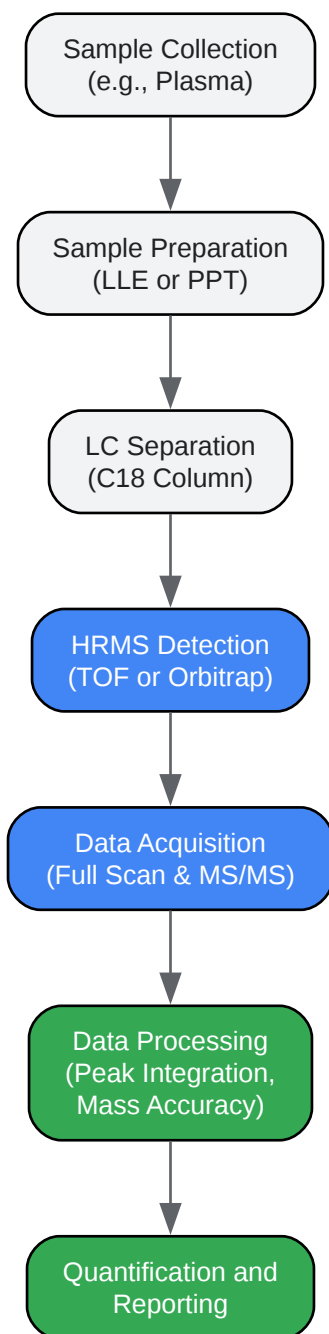 Sample Collection
(e.g., Plasma)
Sample Preparation
(LLE or PPT)
LC Separation
(C18 Column)
HRMS Detection
(TOF or Orbitrap)
Data Acquisition
(Full Scan & MS/MS)
Data Processing
(Peak Integration,
Mass Accuracy)
Quantification and
Reporting